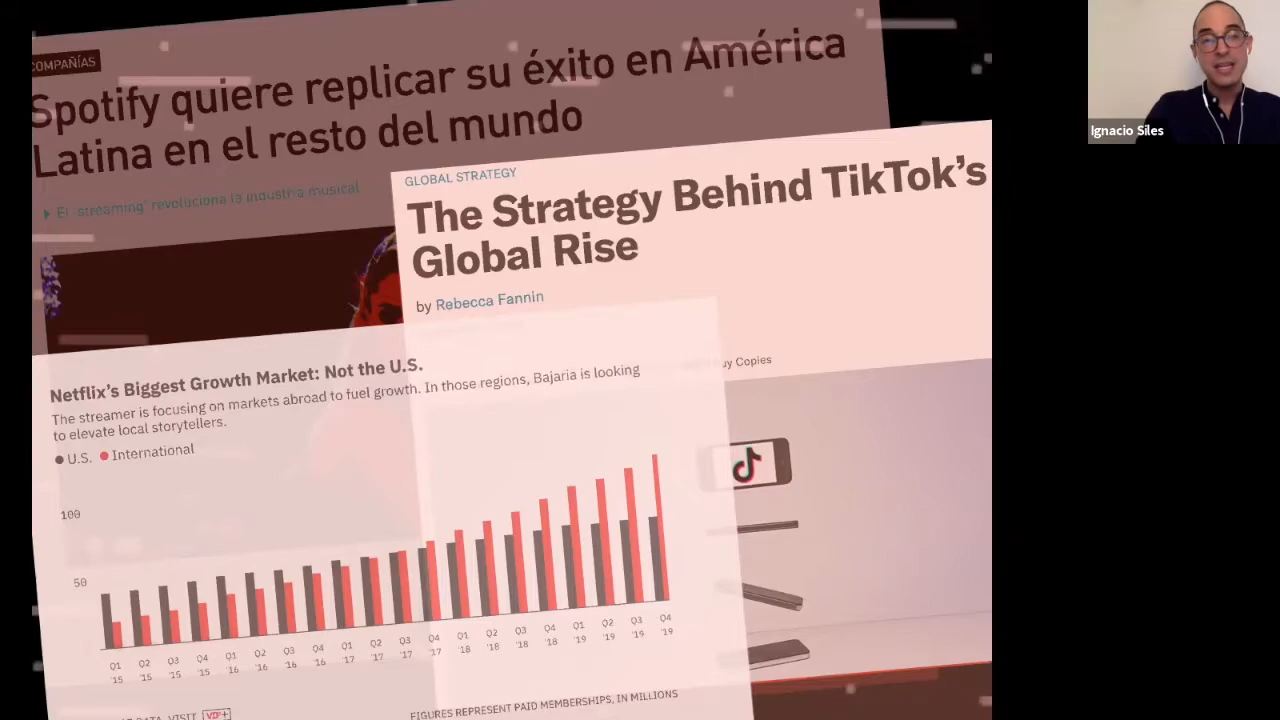 COMPAÑÍAS
Spotify quiere replicar su éxito en América
Latina en el resto del mundo
El 'streaming' revoluciona la industria musical
GLOBAL STRATEGY
The Strategy Behind TikTok's
Global Rise
by Rebecca Fannin
Buy Copies
Netflix's Biggest Growth Market: Not the U.S.
The streamer is focusing on markets abroad to fuel growth. In those regions, Bajaria is looking
to elevate local storytellers.
U.S. International
100
50
Q1 Q2 Q3 Q4 Q1 Q2 Q3 Q4 Q1 Q2 Q3 Q4 Q1 Q2 Q3 Q4 Q1 Q2 Q3 Q4
'15 '15 '15 '15 '16 '16 '16 '16 '17 '17 '17 '17 '18 '18 '18 '18 '19 '19 '19 '19
DATA, VISIT VIP+
FIGURES REPRESENT PAID MEMBERSHIPS, IN MILLIONS
Ignacio Siles